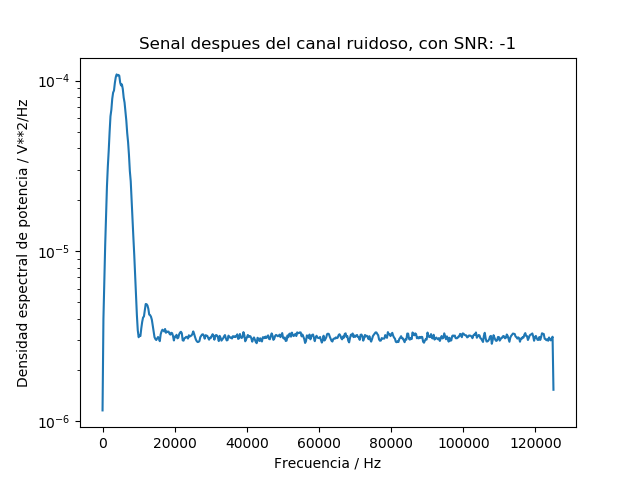 Senal despues del canal ruidoso, con SNR: -1
Densidad espectral de potencia / V**2/Hz
10⁻⁴
10⁻⁵
10⁻⁶
0 20000 40000 60000 80000 100000 120000
Frecuencia / Hz